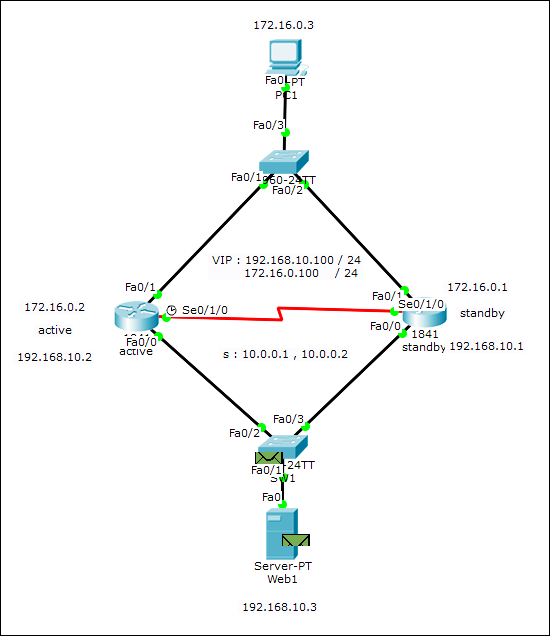 172.16.0.3
Fa0
-PT
PC1
Fa0/3
Fa0/1
960-24TT
Fa0/2
VIP : 192.168.10.100 / 24
172.16.0.100 / 24
Fa0/1
Se0/1/0
172.16.0.2
active
192.168.10.2
Fa0/0
active
172.16.0.1
Fa0/1
Se0/1/0
standby
Fa0/0
1841
standby
192.168.10.1
s : 10.0.0.1 , 10.0.0.2
Fa0/2
Fa0/3
-24TT
Fa0/1
SW1
Fa0
Server-PT
Web1
192.168.10.3